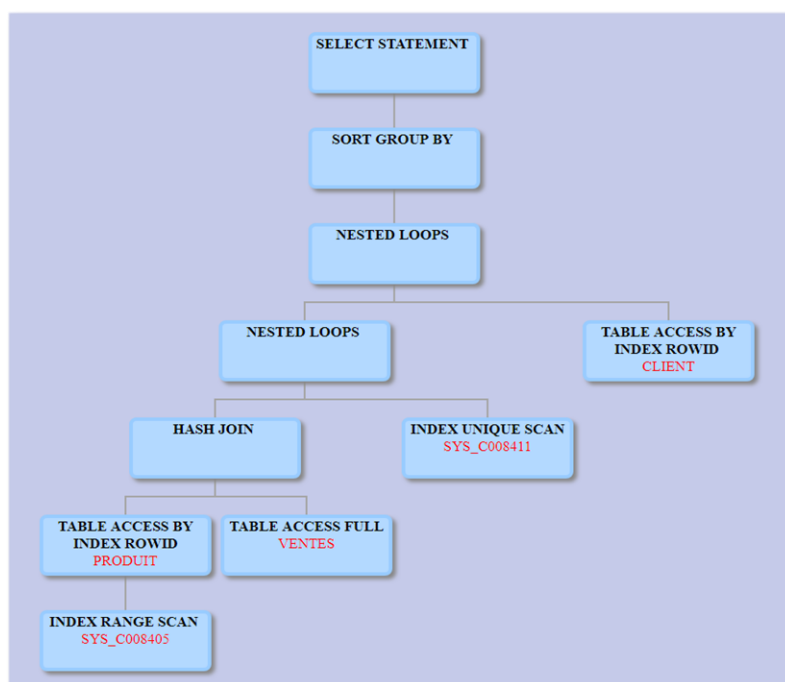 SELECT STATEMENT
SORT GROUP BY
NESTED LOOPS
NESTED LOOPS
TABLE ACCESS BY
INDEX ROWID
CLIENT
HASH JOIN
INDEX UNIQUE SCAN
SYS_C008411
TABLE ACCESS BY
INDEX ROWID
PRODUIT
TABLE ACCESS FULL
VENTES
INDEX RANGE SCAN
SYS_C008405